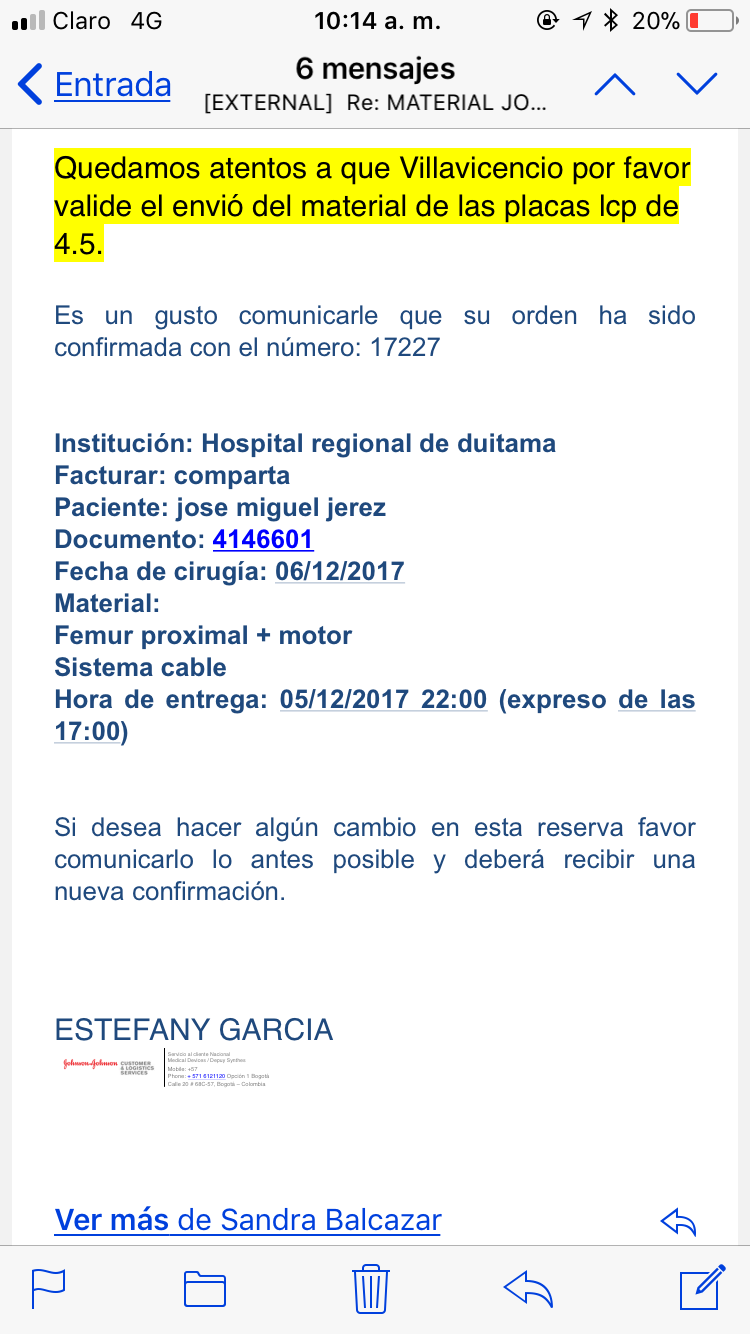 Claro 4G 10:14 a. m. 20%
Entrada
6 mensajes
[EXTERNAL] Re: MATERIAL JO...
Quedamos atentos a que Villavicencio por favor
valide el envió del material de las placas lcp de
4.5.
Es un gusto comunicarle que su orden ha sido
confirmada con el número: 17227
Institución: Hospital regional de duitama
Facturar: comparta
Paciente: jose miguel jerez
Documento: 4146601
Fecha de cirugía: 06/12/2017
Material:
Femur proximal + motor
Sistema cable
Hora de entrega: 05/12/2017 22:00 (expreso de las
17:00)
Si desea hacer algún cambio en esta reserva favor
comunicarlo lo antes posible y deberá recibir una
nueva confirmación.
ESTEFANY GARCIA
Johnson & Johnson CUSTOMER
& LOGISTICS
SERVICES
Servicio al cliente Nacional
Medical Devices / Depuy Synthes
Mobile: +57
Phone: + 571 6121120 Opción 1 Bogotá
Calle 20 # 68C-57, Bogotá – Colombia
Ver más de Sandra Balcazar